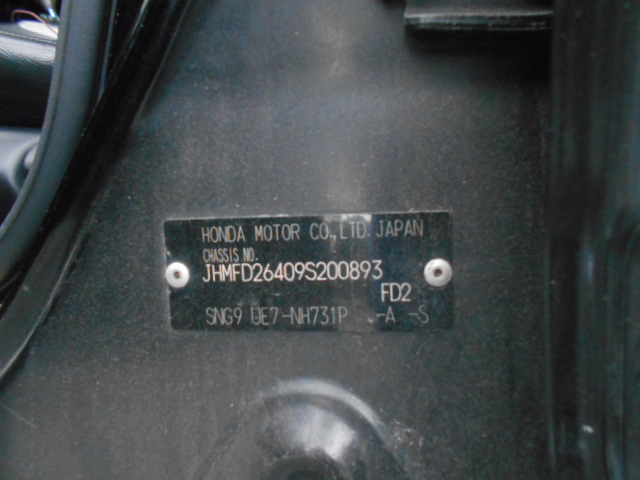 HONDA MOTOR CO.,LTD. JAPAN
CHASSIS NO.
JHMFD26409S200893
FD2
SNG9 UE7-NH731P -A -S